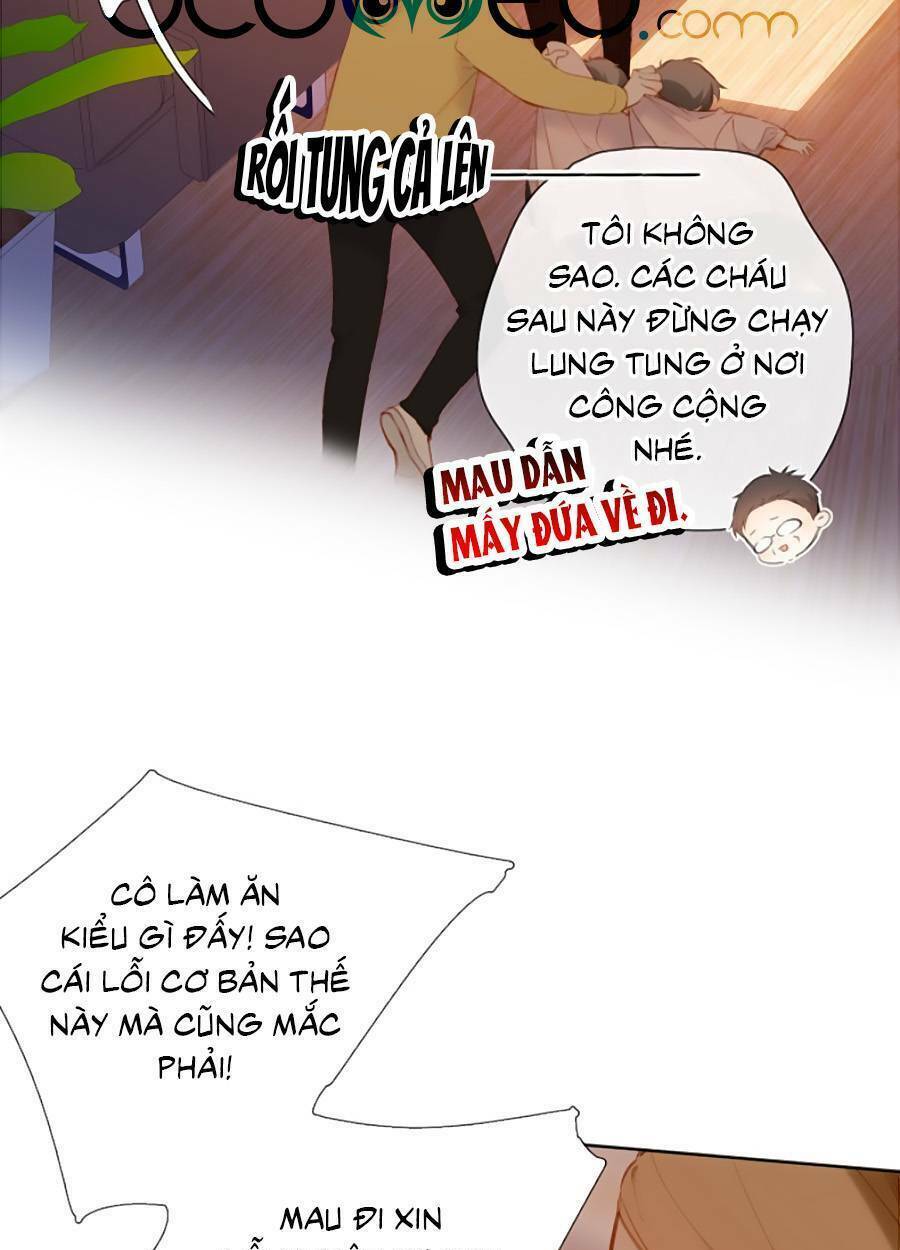 .com
RỐI TUNG CẢ LÊN
TÔI KHÔNG
SAO. CÁC CHÁU
SAU NÀY ĐỪNG CHẠY
LUNG TUNG Ở NƠI
CÔNG CỘNG
NHÉ.
MAU DẪN
MẤY ĐỨA VỀ ĐI.
CÔ LÀM ĂN
KIỂU GÌ ĐẤY! SAO
CÁI LỖI CƠ BẢN THẾ
NÀY MÀ CŨNG MẮC
PHẢI!
MAU ĐI XIN